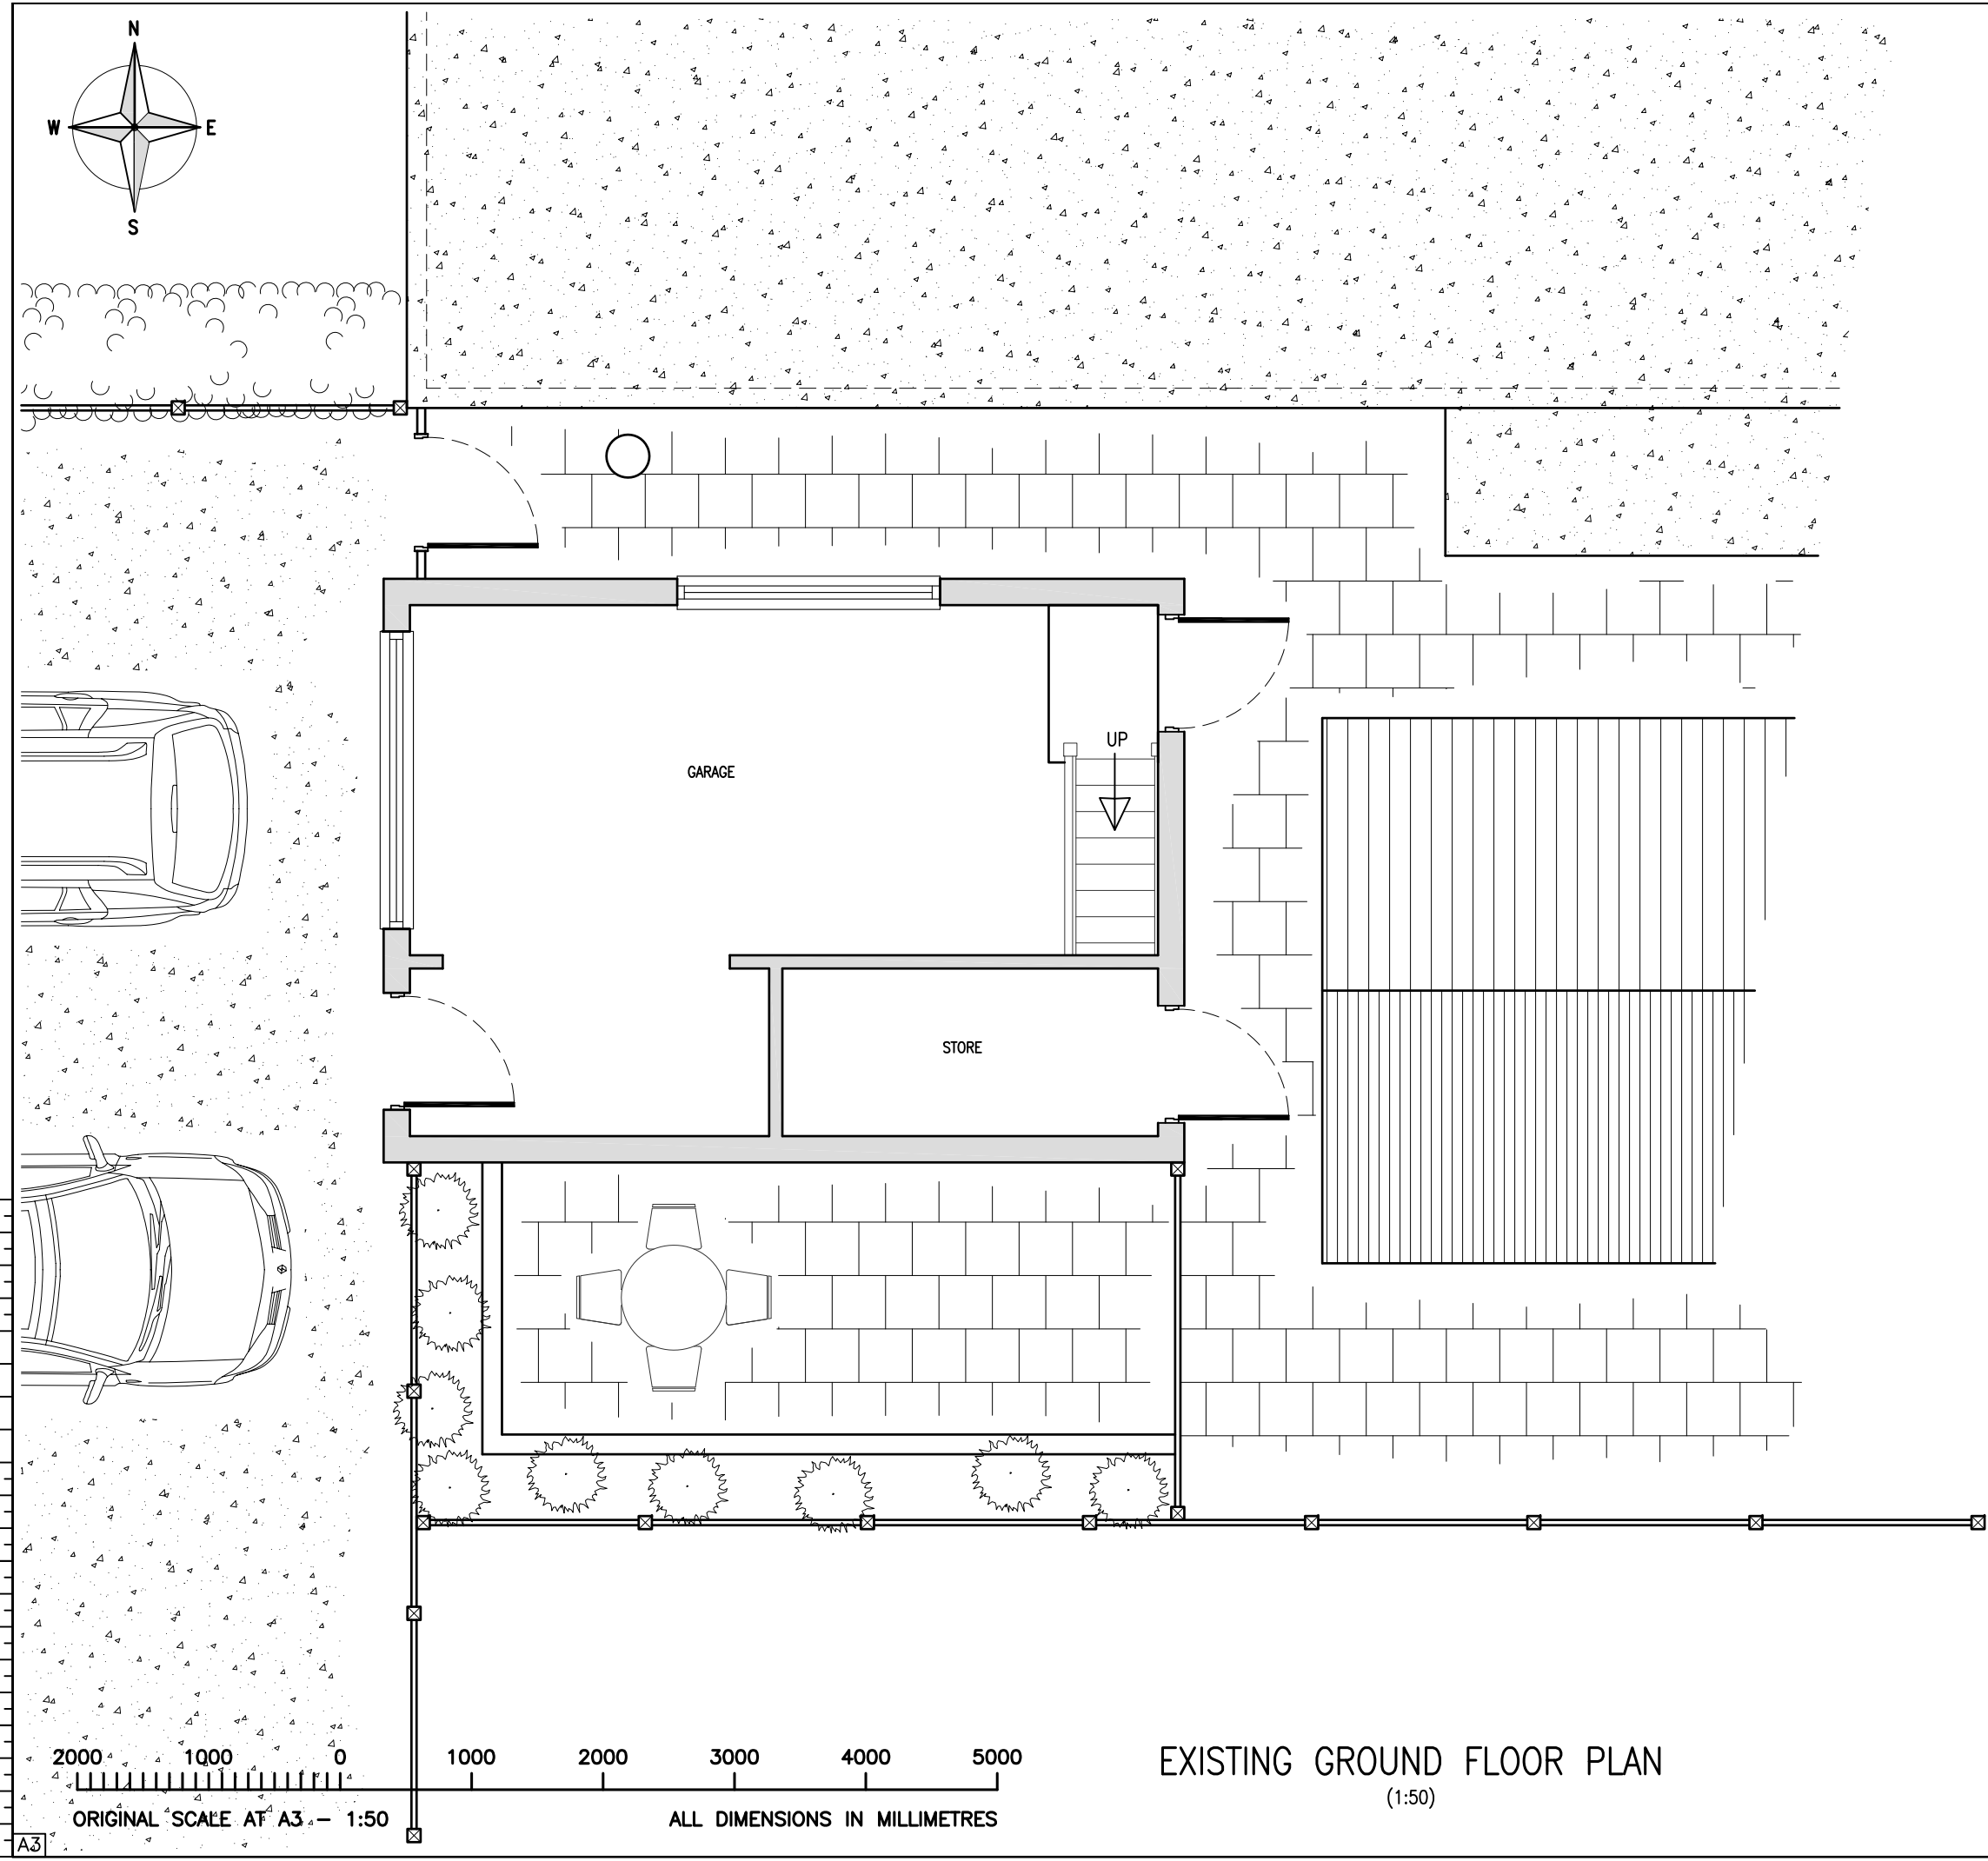 N
W E
S
UP
GARAGE
STORE
2000 1000 0 1000 2000 3000 4000 5000
ORIGINAL SCALE AT A3 - 1:50 ALL DIMENSIONS IN MILLIMETRES
EXISTING GROUND FLOOR PLAN
(1:50)
A3